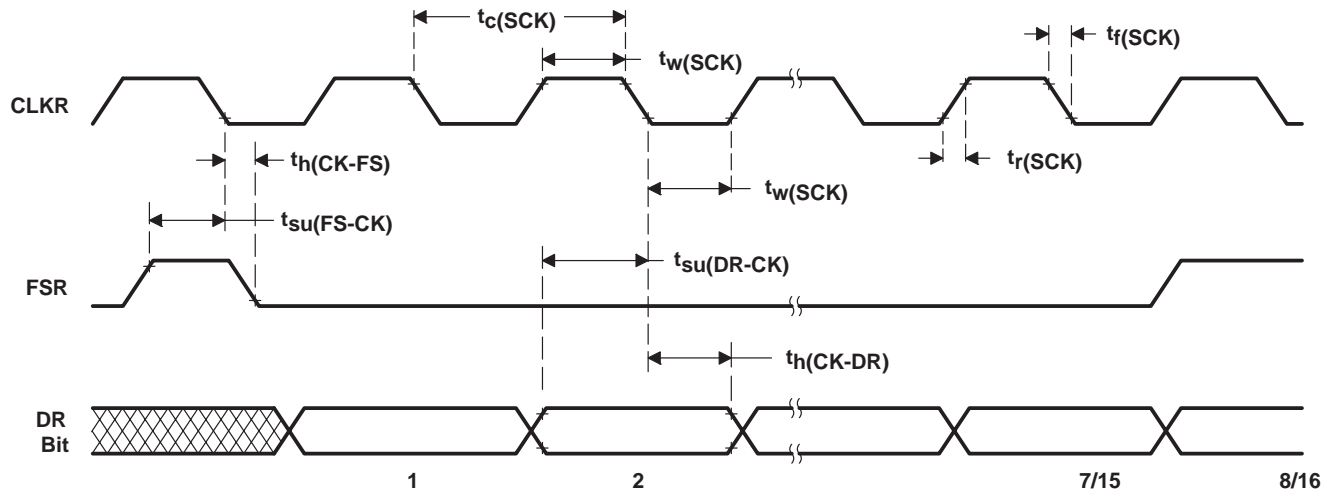 tc(SCK)
tf(SCK)
tw(SCK)
CLKR
th(CK-FS)
tr(SCK)
tw(SCK)
tsu(FS-CK)
tsu(DR-CK)
FSR
th(CK-DR)
DR
Bit
1 2 7/15 8/16